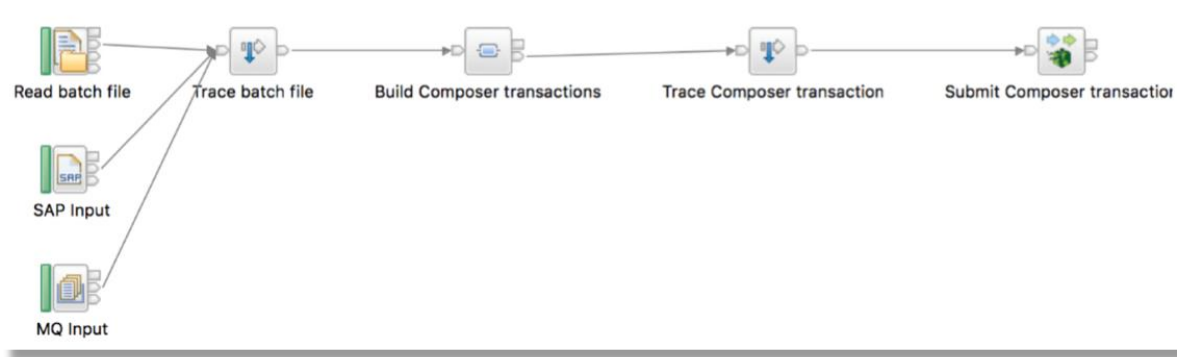 Read batch file
Trace batch file
Build Composer transactions
Trace Composer transaction
Submit Composer transaction
SAP
SAP Input
MQ Input